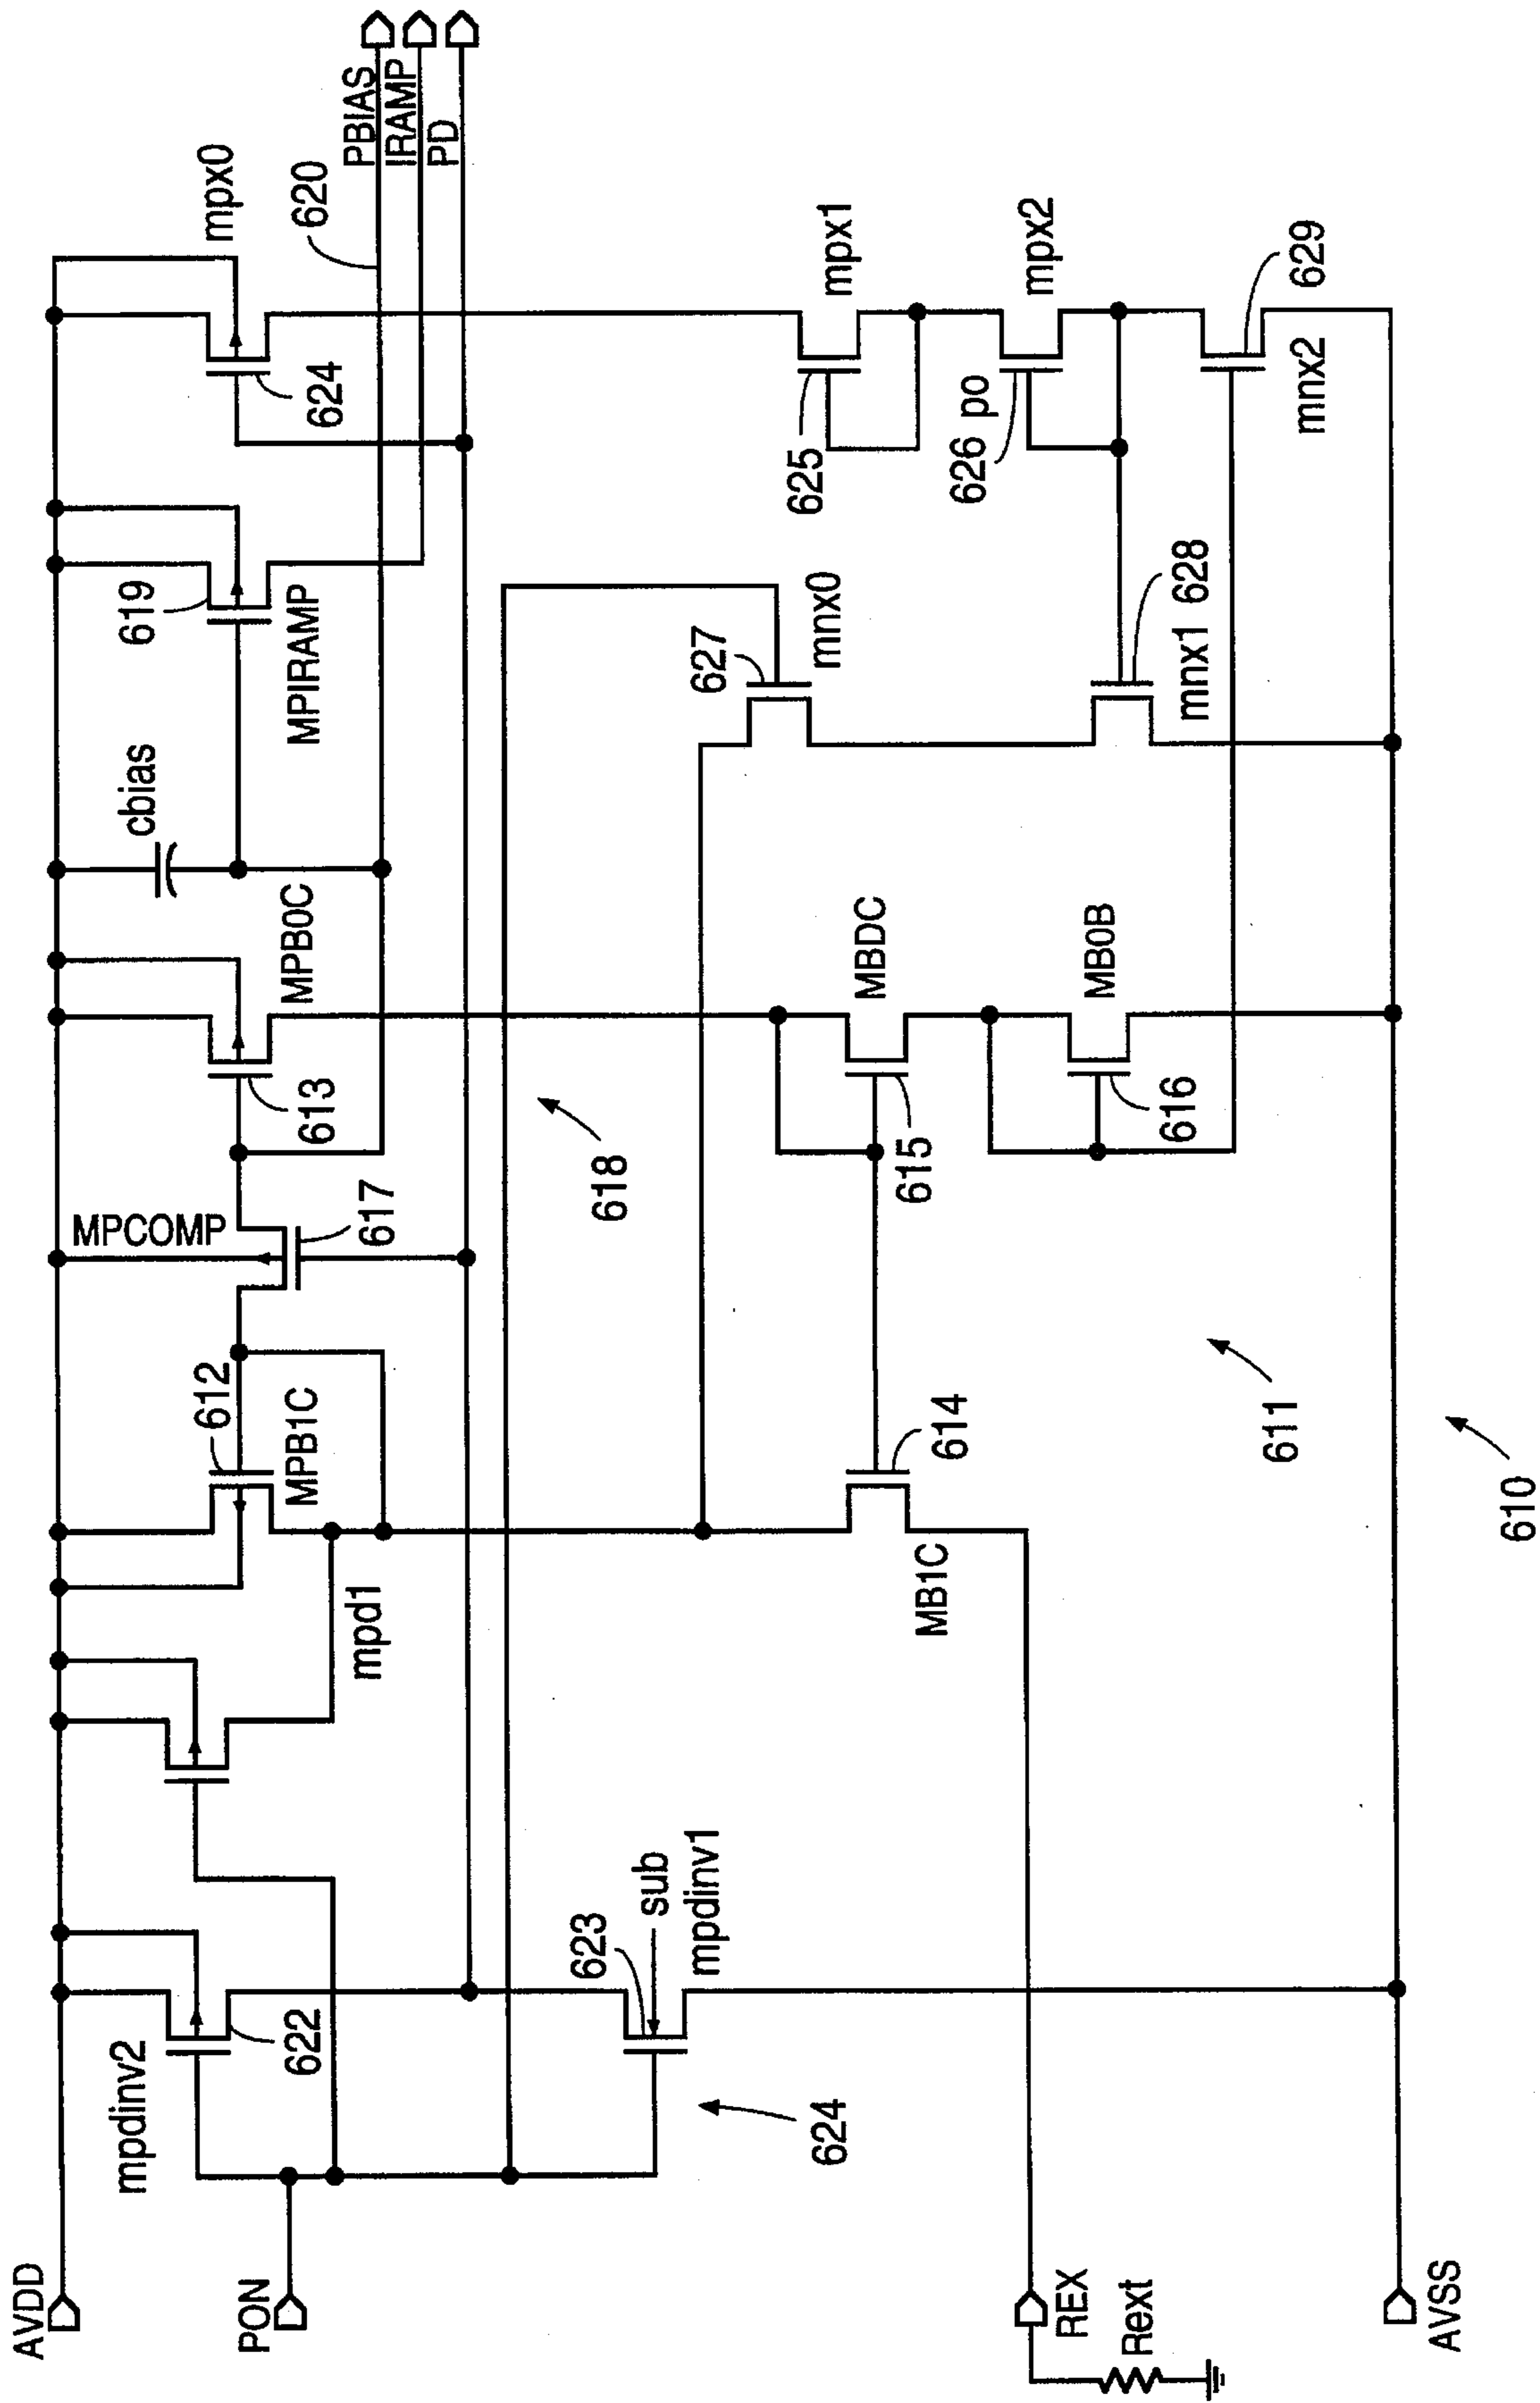 AVDD
PON
REX
Rext
AVSS
mpdinv2
622
623
sub
mpdinv1
624
mpd1
612
MPB1C
MPCOMP
617
613
MPB0C
cbias
619
MPIRAMP
624
mpx0
620
PBIAS
IRAMP
PD
618
MB1C
614
615
MBDC
616
MB0B
611
610
627
mnx0
mnx1
628
625
mpx1
626
po
mpx2
mnx2
629